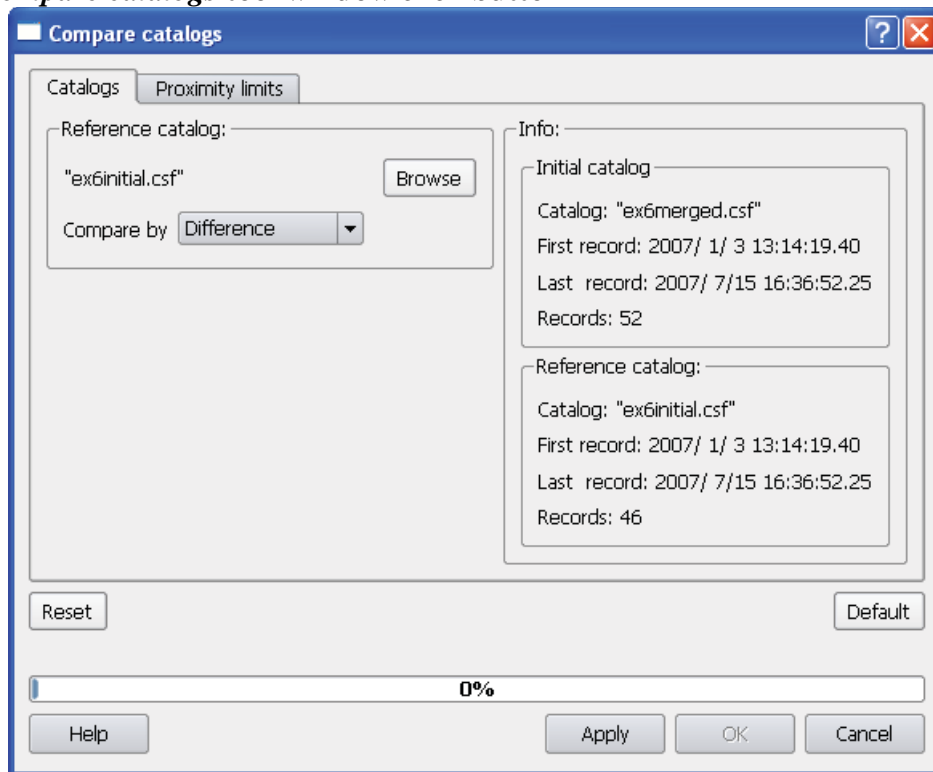 Compare catalogs
Catalogs
Proximity limits
Reference catalog:
"ex6initial.csf"
Browse
Compare by
Difference
Info:
Initial catalog
Catalog: "ex6merged.csf"
First record: 2007/ 1/ 3 13:14:19.40
Last record: 2007/ 7/15 16:36:52.25
Records: 52
Reference catalog:
Catalog: "ex6initial.csf"
First record: 2007/ 1/ 3 13:14:19.40
Last record: 2007/ 7/15 16:36:52.25
Records: 46
Reset
Default
0%
Help
Apply
OK
Cancel